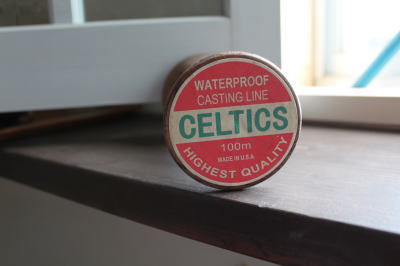 WATERPROOF
CASTING LINE
CELTICS
100m
MADE IN U.S.A
HIGHEST QUALITY